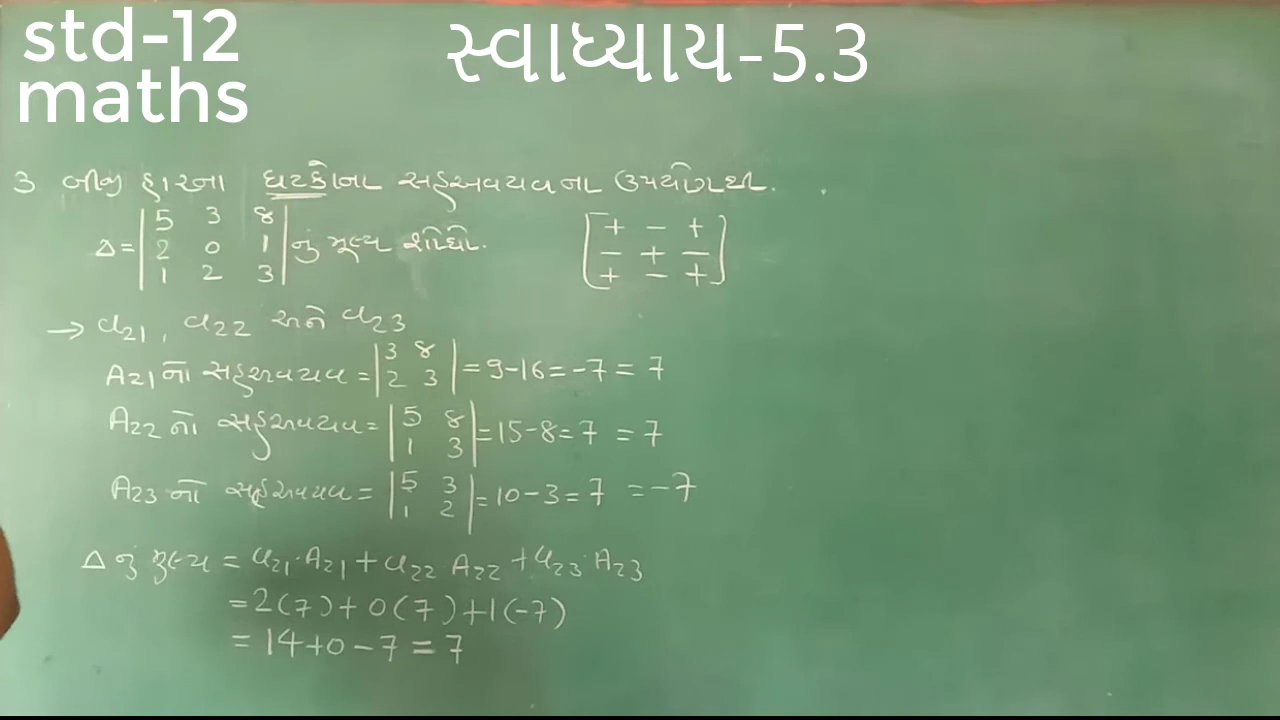 std-12
maths
સ્વાધ્યાય-5.3
3 બીજી હારના ઘટકોના સહઅવયવના ઉપયોગથી.
Δ = | 5 3 8 |
| 2 0 1 | નું મૂલ્ય શોધો.
| 1 2 3 |
[ + - +
- + -
+ - + ]
→ a21, a22 અને a23
A21નો સહઅવયવ = | 3 8 | = 9-16 = -7 = 7
| 2 3 |
A22 નો સહઅવયવ = | 5 8 | = 15-8 = 7 = 7
| 1 3 |
A23 નો સહઅવયવ = | 5 3 | = 10-3 = 7 = -7
| 1 2 |
Δ નું મુલ્ય = a21·A21 + a22·A22 + a23·A23
= 2(7) + 0(7) + 1(-7)
= 14+0-7 = 7